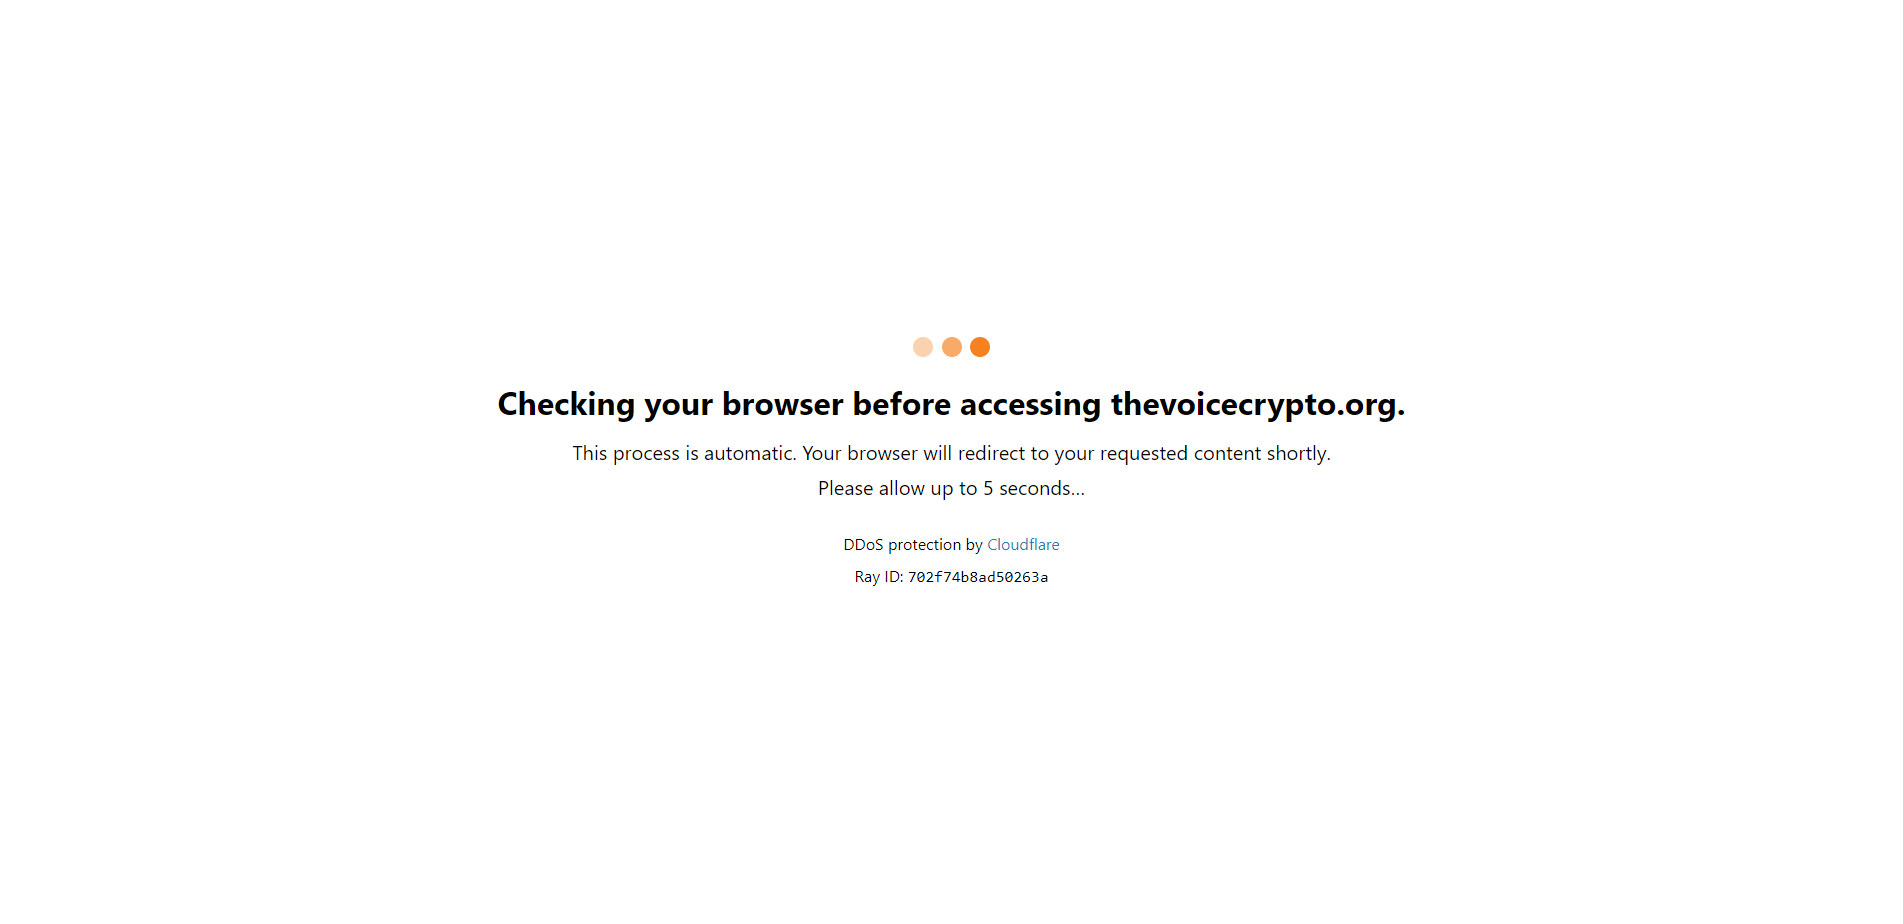 Checking your browser before accessing thevoicecrypto.org.
This process is automatic. Your browser will redirect to your requested content shortly.
Please allow up to 5 seconds...
DDoS protection by Cloudflare
Ray ID: 702f74b8ad50263a